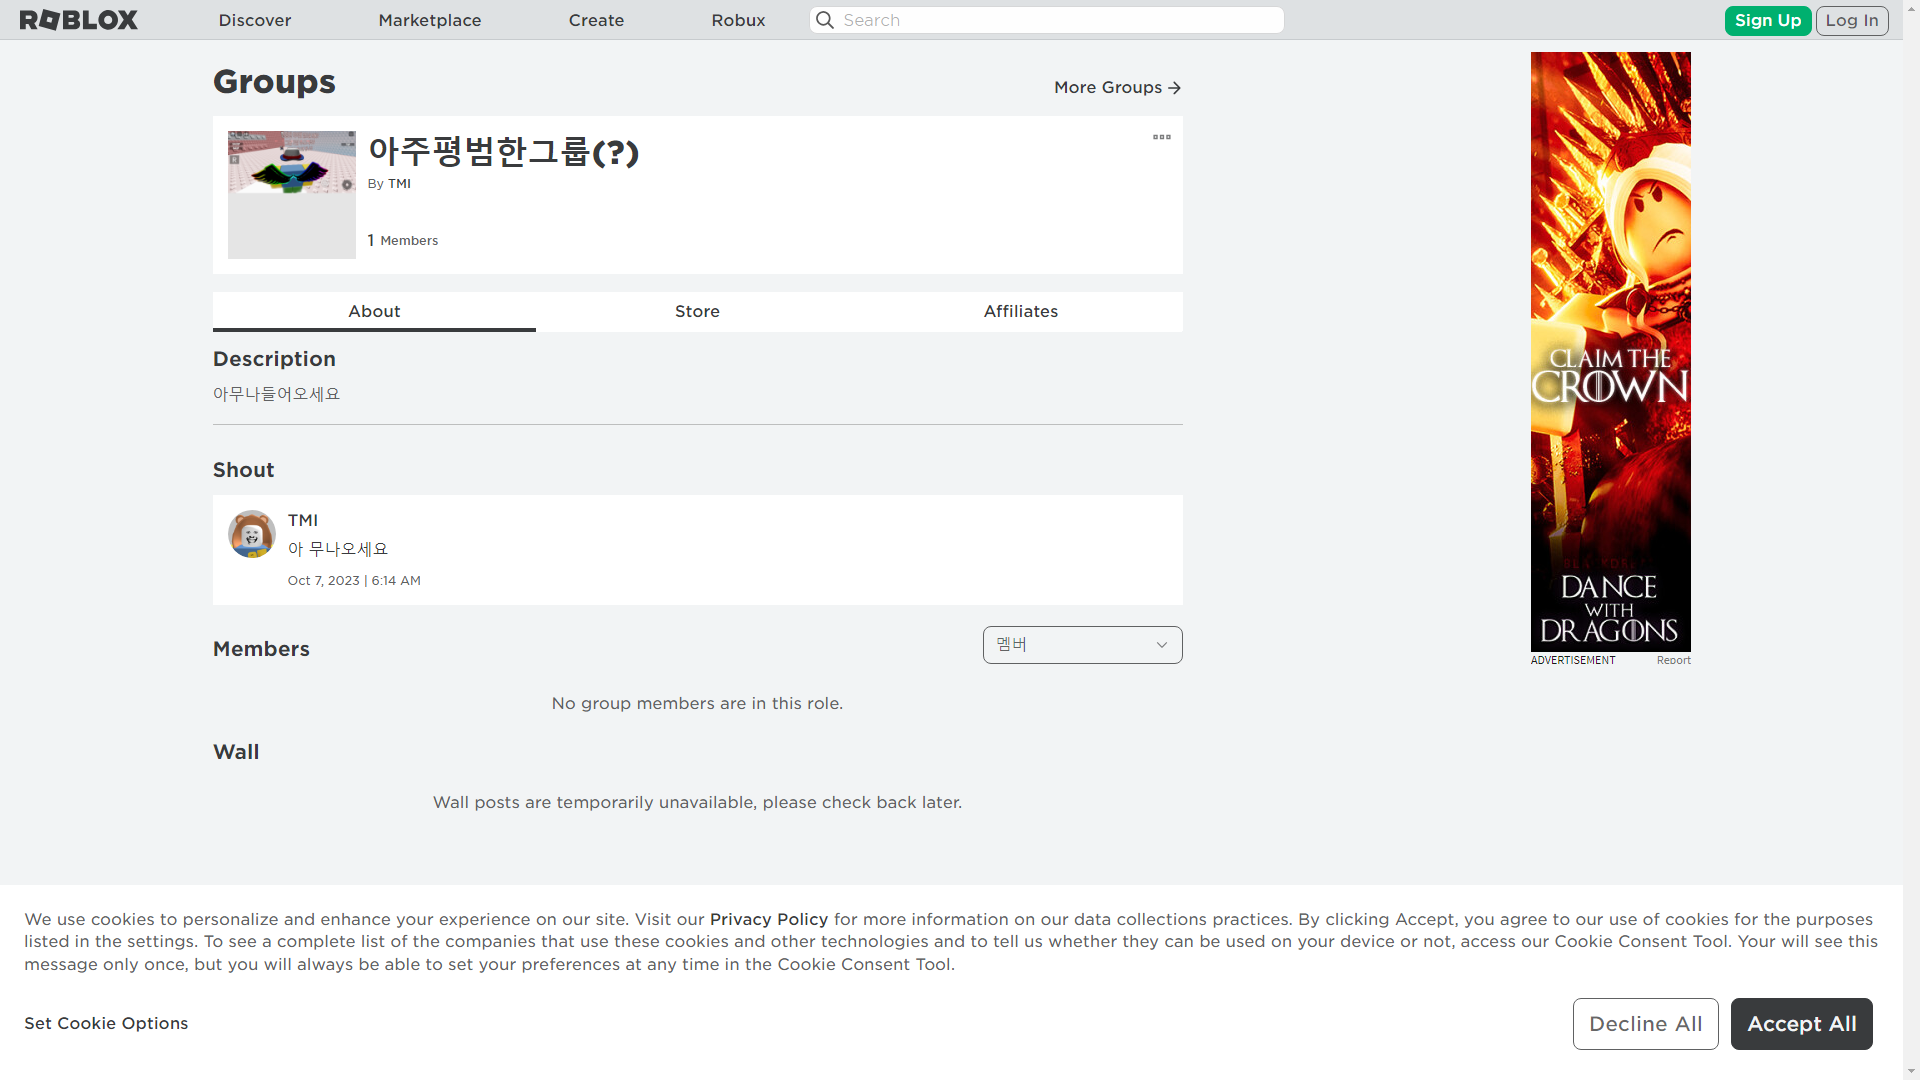 ROBLOX
Discover
Marketplace
Create
Robux
Search
Sign Up
Log In
Groups
More Groups
아주평범한그룹(?)
By TMI
1 Members
About
Store
Affiliates
Description
아무나들어오세요
Shout
TMI
아 무나오세요
Oct 7, 2023 | 6:14 AM
Members
멤버
No group members are in this role.
Wall
Wall posts are temporarily unavailable, please check back later.
CLAIM THE
CROWN
DANCE
WITH
DRAGONS
ADVERTISEMENT
Report
We use cookies to personalize and enhance your experience on our site. Visit our Privacy Policy for more information on our data collections practices. By clicking Accept, you agree to our use of cookies for the purposes
listed in the settings. To see a complete list of the companies that use these cookies and other technologies and to tell us whether they can be used on your device or not, access our Cookie Consent Tool. Your will see this
message only once, but you will always be able to set your preferences at any time in the Cookie Consent Tool.
Set Cookie Options
Decline All
Accept All